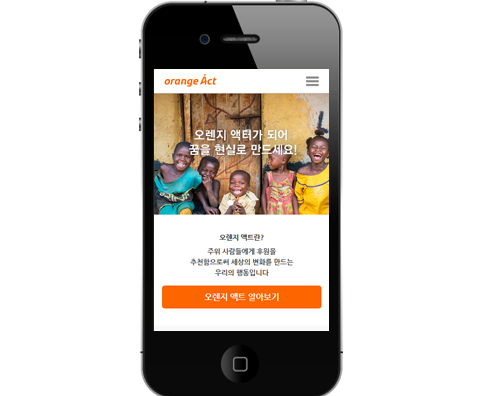 orange Act
오렌지 액터가 되어
꿈을 현실로 만드세요!
오렌지 액트란?
주위 사람들에게 후원을
추천함으로써 세상의 변화를 만드는
우리의 행동입니다
오렌지 액트 알아보기